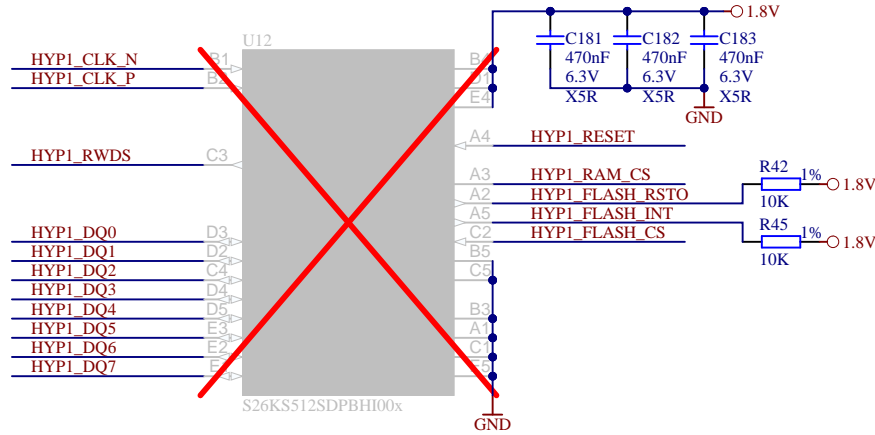 U12
1.8V
HYP1_CLK_N
B1
B4
C181
C182
C183
HYP1_CLK_P
B2
D1
470nF
470nF
470nF
E4
6.3V
6.3V
6.3V
X5R
X5R
X5R
GND
A4
HYP1_RESET
HYP1_RWDS
C3
A3
HYP1_RAM_CS
R42
1%
1.8V
A2
HYP1_FLASH_RSTO
10K
A5
HYP1_FLASH_INT
R45
1%
1.8V
HYP1_DQ0
D3
C2
HYP1_FLASH_CS
10K
HYP1_DQ1
D2
B5
HYP1_DQ2
C4
C5
HYP1_DQ3
D4
HYP1_DQ4
D5
B3
HYP1_DQ5
E3
A1
HYP1_DQ6
E2
C1
HYP1_DQ7
E5
S26KS512SDPBHI00x
GND